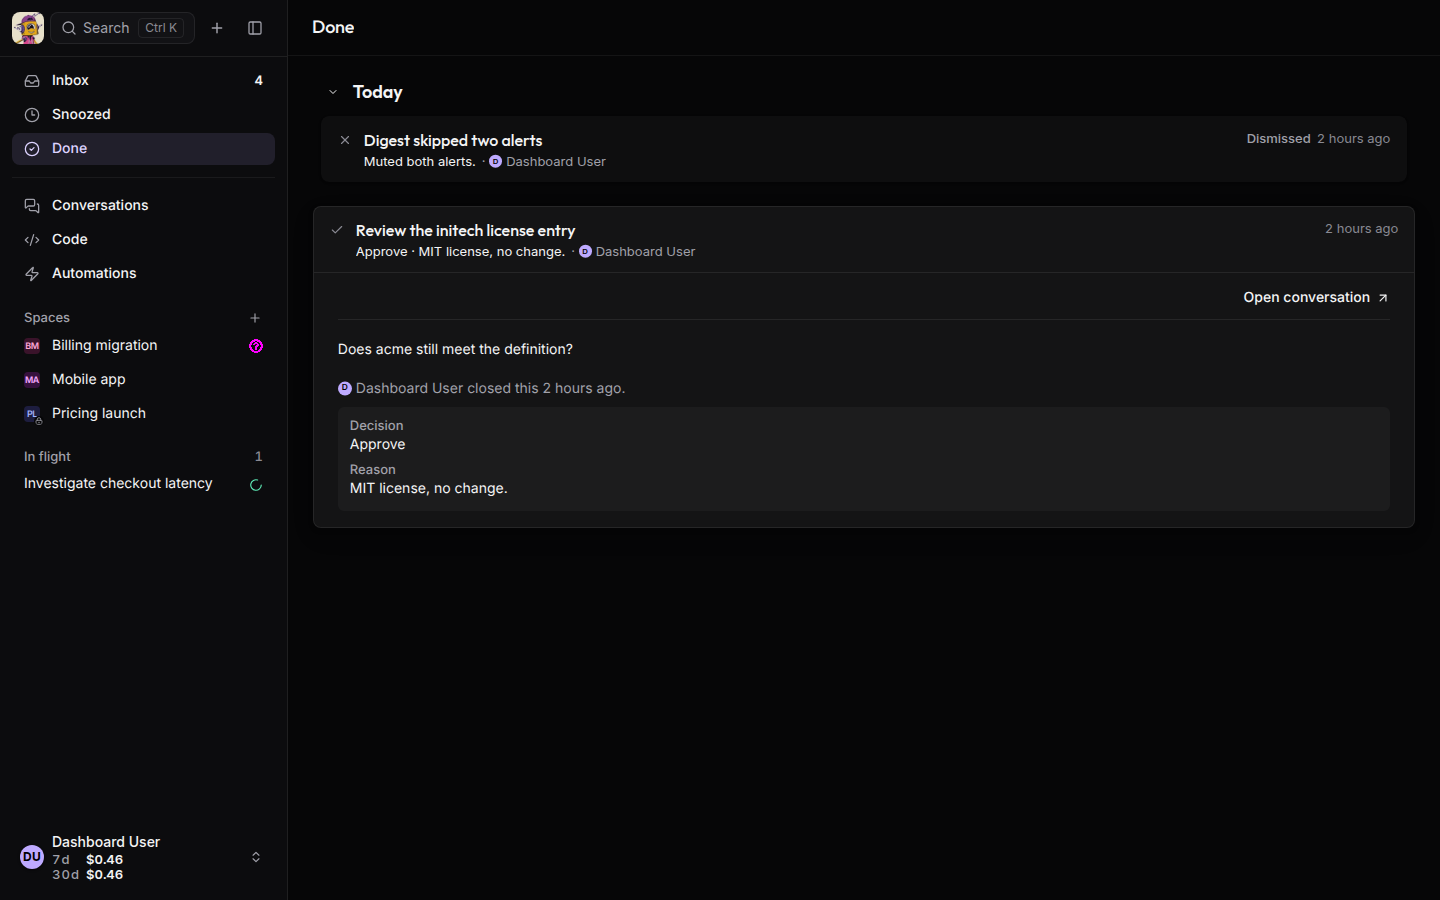 Search Ctrl K
Inbox 4
Snoozed
Done
Conversations
Code
Automations
Spaces
BM Billing migration
MA Mobile app
PL Pricing launch
In flight 1
Investigate checkout latency
DU Dashboard User
7d $0.46
30d $0.46
Done
Today
Digest skipped two alerts Dismissed 2 hours ago
Muted both alerts. · D Dashboard User
Review the initech license entry 2 hours ago
Approve · MIT license, no change. · D Dashboard User
Open conversation
Does acme still meet the definition?
D Dashboard User closed this 2 hours ago.
Decision
Approve
Reason
MIT license, no change.